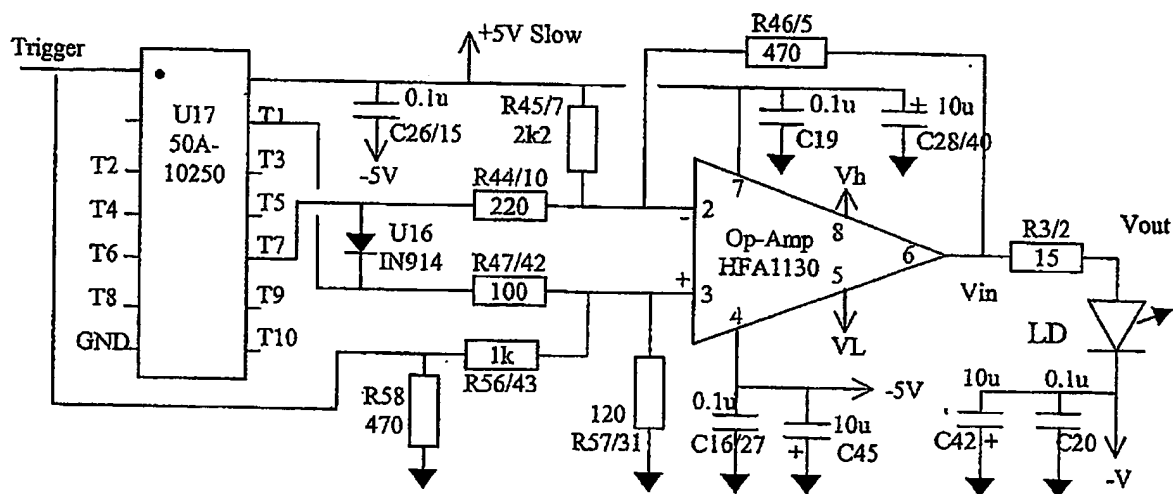 Trigger
+5V Slow
R46/5
470
U17
50A-
10250
T1
T2
T3
T4
T5
T6
T7
T8
T9
GND
T10
0.1u
C26/15
-5V
R45/7
2k2
0.1u
C19
± 10u
C28/40
R44/10
220
U16
IN914
R47/42
100
1k
R56/43
R58
470
120
R57/31
-
2
+
3
7
Op-Amp
HFA1130
4
Vh
8
6
5
VL
Vin
R3/2
15
Vout
LD
-5V
0.1u
C16/27
10u
+
C45
10u
C42 +
0.1u
C20
-V